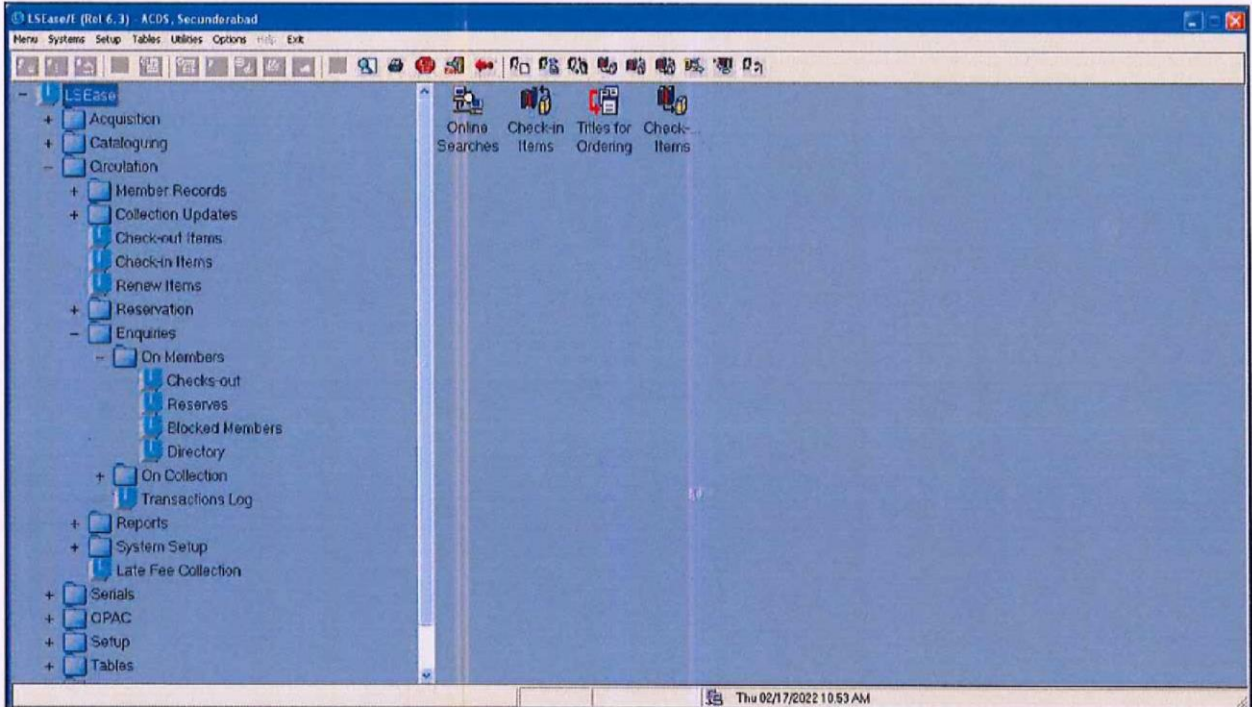 LSEase/E (Rel 6.3) - ACDS, Secunderabad
Menu Systems Setup Tables Utilities Options Help Exit
LSEase
Acquisition
Cataloguing
Circulation
Member Records
Collection Updates
Check-out Items
Check-in Items
Renew Items
Reservation
Enquiries
On Members
Checks-out
Reserves
Blocked Members
Directory
On Collection
Transactions Log
Reports
System Setup
Late Fee Collection
Serials
OPAC
Setup
Tables
Online Searches
Check-in Items
Titles for Ordering
Check-... Items
Thu 02/17/2022 10:53 AM